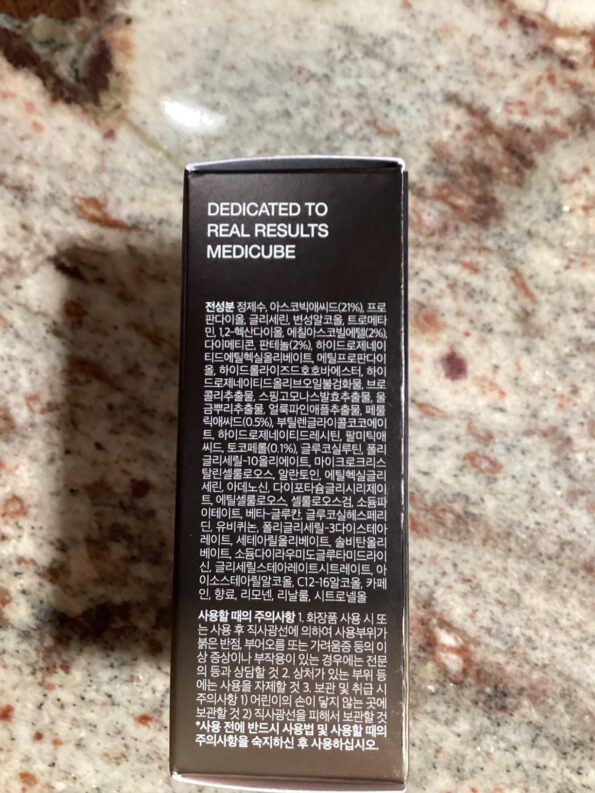 DEDICATED TO
REAL RESULTS
MEDICUBE
전성분 정제수, 아스코빅애씨드(21%), 프로
판다이올, 글리세린, 변성알코올, 트로메타
민, 1,2-헥산다이올, 에칠아스코빌에텔(2%),
다이메티콘, 판테놀(2%), 하이드로제네이
티드에틸헥실올리베이트, 메틸프로판다이
올, 하이드롤라이즈드호호바에스터, 하이
드로제네이티드올리브오일불검화물, 브로
콜리추출물, 스핑고모나스발효추출물, 울
금뿌리추출물, 얼룩파인애플추출물, 페룰
릭애씨드(0.5%), 부틸렌글라이콜코코에이
트, 하이드로제네이티드레시틴, 팔미틱애
씨드, 토코페롤(0.1%), 글루코실루틴, 폴리
글리세릴-10올리에이트, 마이크로크리스
탈린셀룰로오스, 알란토인, 에틸헥실글리
세린, 아데노신, 다이포타슘글리시리제이
트, 에틸셀룰로오스, 셀룰로오스검, 소듐파
이테이트, 베타-글루칸, 글루코실헤스페리
딘, 유비퀴논, 폴리글리세릴-3다이스테아
레이트, 세테아릴올리베이트, 솔비탄올리
베이트, 소듐다이라우미도글루타미드라이
신, 글리세릴스테아레이트시트레이트, 아
이소스테아릴알코올, C12-16알코올, 카페
인, 향료, 리모넨, 리날룰, 시트로넬올
사용할 때의 주의사항 1. 화장품 사용 시 또
는 사용 후 직사광선에 의하여 사용부위가
붉은 반점, 부어오름 또는 가려움증 등의 이
상 증상이나 부작용이 있는 경우에는 전문
의 등과 상담할 것 2. 상처가 있는 부위 등
에는 사용을 자제할 것 3. 보관 및 취급 시
주의사항 1) 어린이의 손이 닿지 않는 곳에
보관할 것 2) 직사광선을 피해서 보관할 것
*사용 전에 반드시 사용법 및 사용할 때의
주의사항을 숙지하신 후 사용하십시오.